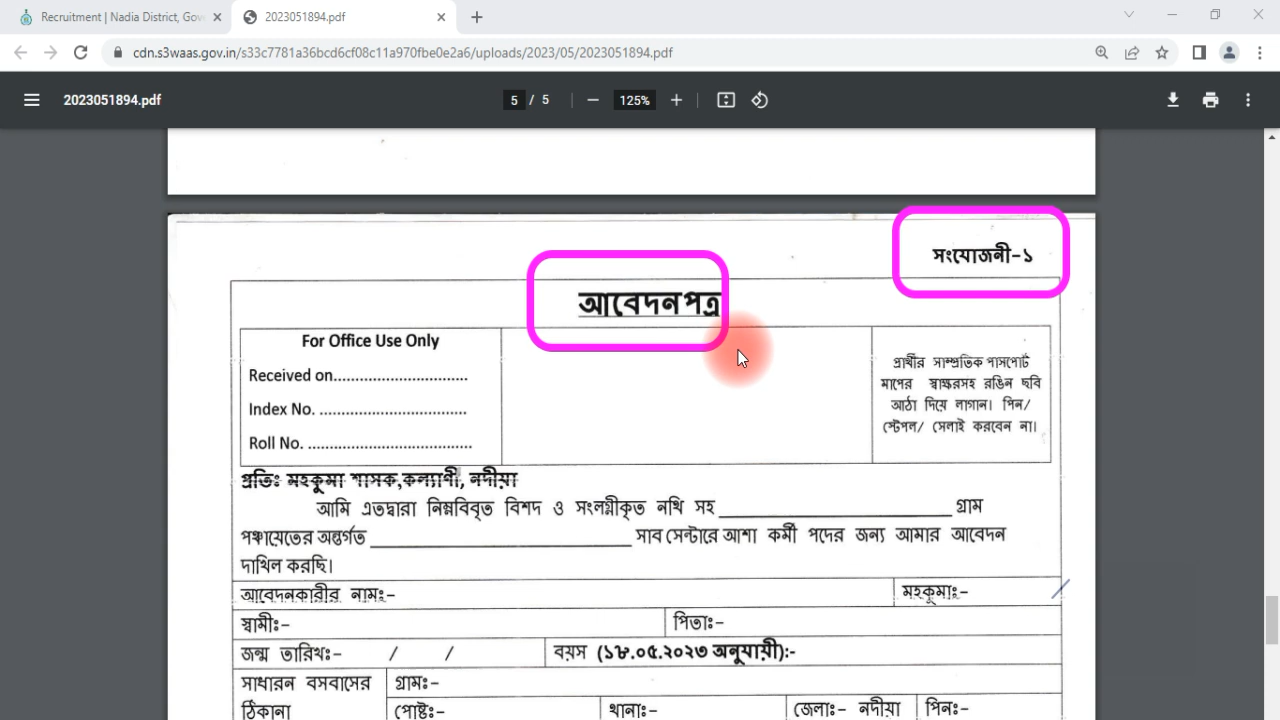 Recruitment | Nadia District, Gov
2023051894.pdf
cdn.s3waas.gov.in/s33c7781a36bcd6cf08c11a970fbe0e2a6/uploads/2023/05/2023051894.pdf
2023051894.pdf
5 / 5
125%
সংযোজনী-১
আবেদনপত্র
For Office Use Only
Received on..............................
Index No. .................................
Roll No. ...................................
প্রার্থীর সাম্প্রতিক পাসপোর্ট
মাপের স্বাক্ষরসহ রঙিন ছবি
আঠা দিয়ে লাগান। পিন/
স্টেপল/ সেলাই করবেন না।
প্রতিঃ মহকুমা শাসক,কল্যাণী, নদীয়া
আমি এতদ্বারা নিম্নবিবৃত বিশদ ও সংলগ্নীকৃত নথি সহ ____________________ গ্রাম
পঞ্চায়েতের অন্তর্গত ______________________ সাব সেন্টারে আশা কর্মী পদের জন্য আমার আবেদন
দাখিল করছি।
আবেদনকারীর নামঃ- মহকুমাঃ-
স্বামীঃ- পিতাঃ-
জন্ম তারিখঃ- / / বয়স (১৮.০৫.২০২৩ অনুযায়ী):-
সাধারন বসবাসের গ্রামঃ-
ঠিকানা পোষ্টঃ- থানাঃ- জেলাঃ- নদীয়া পিনঃ-